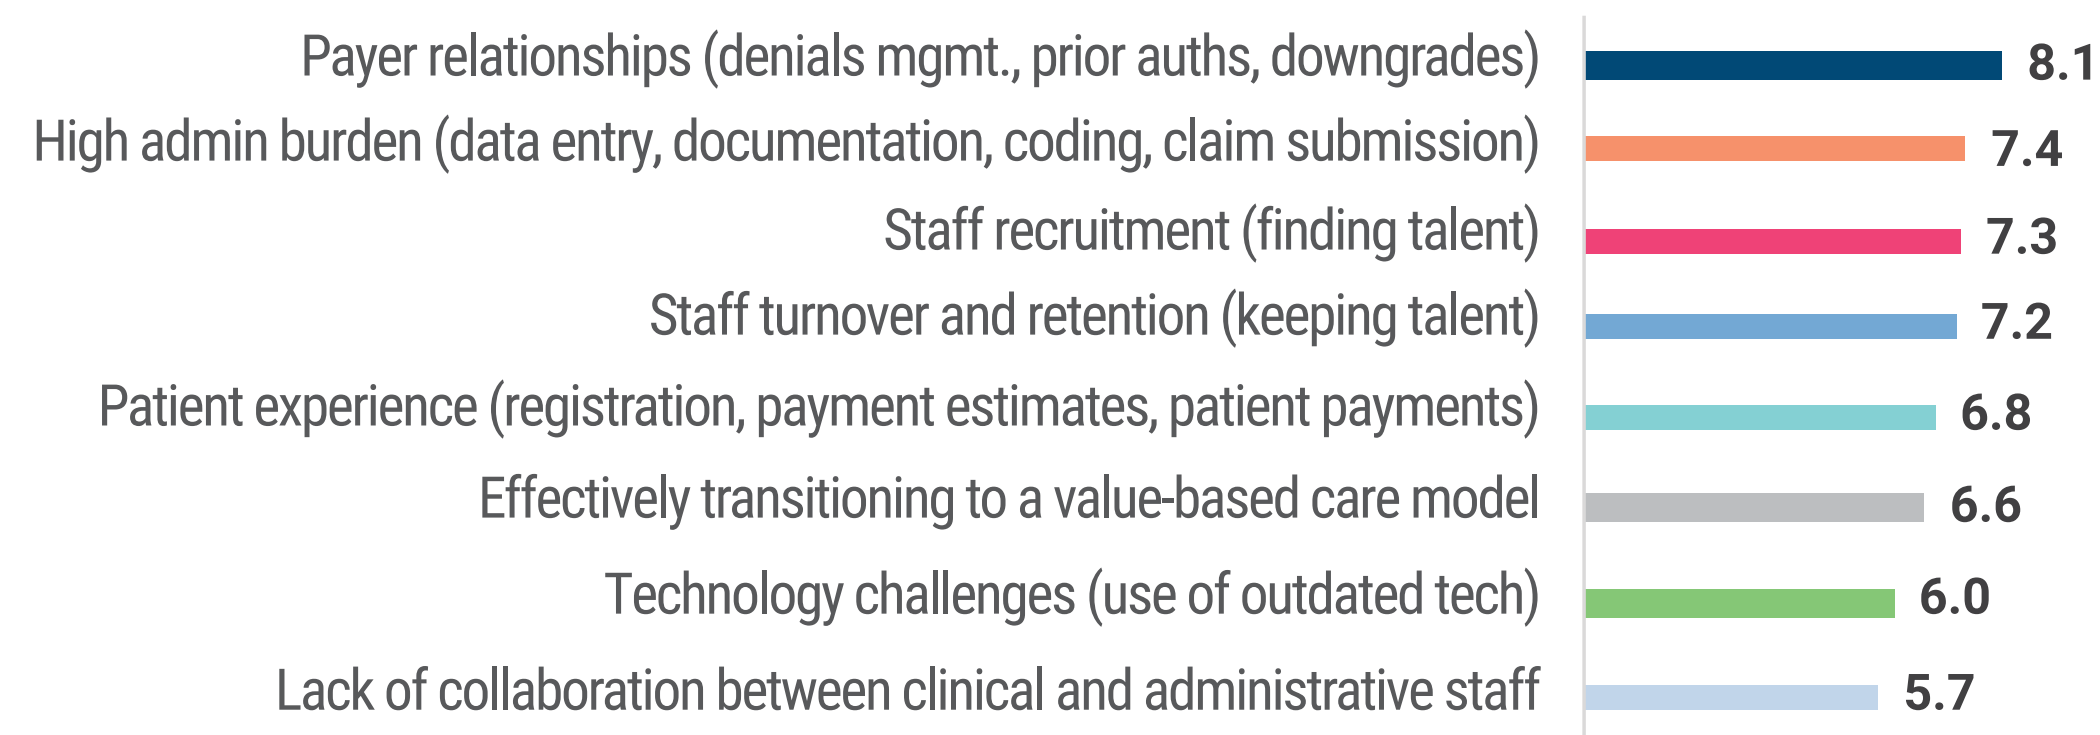 Payer relationships (denials mgmt., prior auths, downgrades) 8.1
High admin burden (data entry, documentation, coding, claim submission) 7.4
Staff recruitment (finding talent) 7.3
Staff turnover and retention (keeping talent) 7.2
Patient experience (registration, payment estimates, patient payments) 6.8
Effectively transitioning to a value-based care model 6.6
Technology challenges (use of outdated tech) 6.0
Lack of collaboration between clinical and administrative staff 5.7